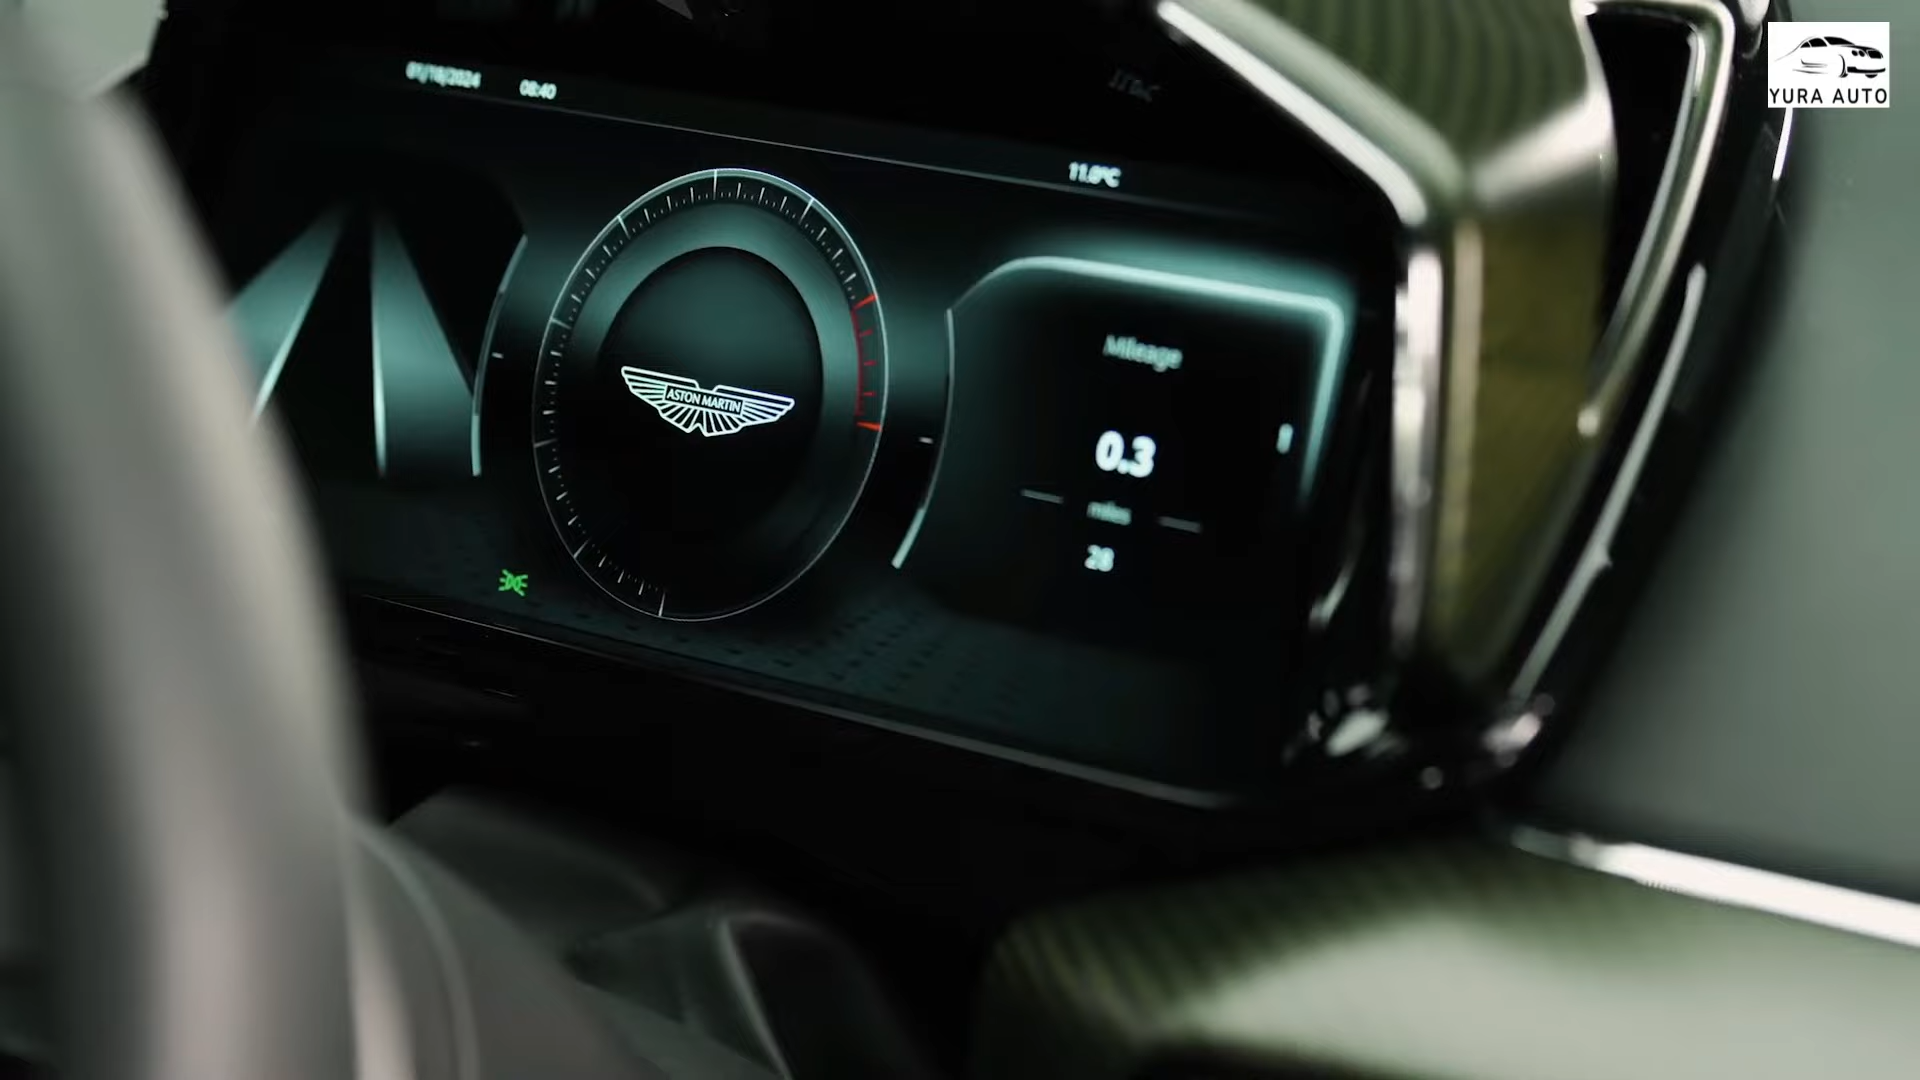 YURA AUTO
01/18/2024 08:40
11.0°C
ASTON MARTIN
Mileage
0.3
miles
28